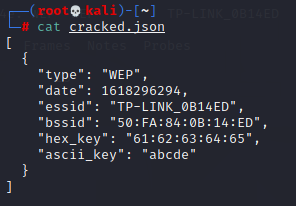 (root💀kali)-[~]
# cat cracked.json
[
  {
    "type": "WEP",
    "date": 1618296294,
    "essid": "TP-LINK_0B14ED",
    "bssid": "50:FA:84:0B:14:ED",
    "hex_key": "61:62:63:64:65",
    "ascii_key": "abcde"
  }
]